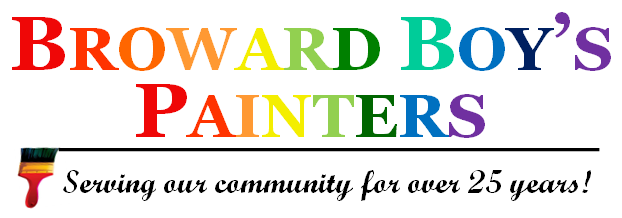 BROWARD BOY'S
PAINTERS
Serving our community for over 25 years!